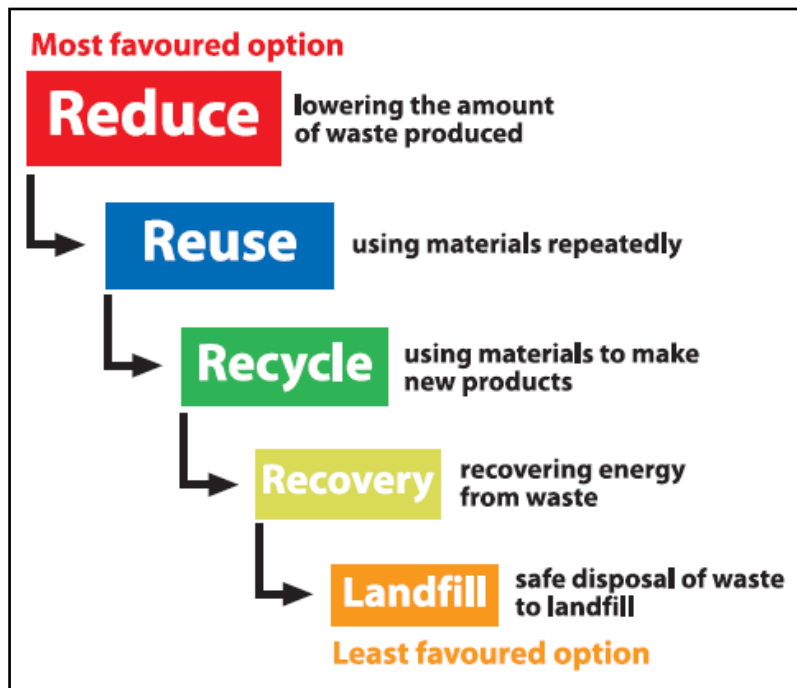 Most favoured option
Reduce
lowering the amount
of waste produced
Reuse
using materials repeatedly
Recycle
using materials to make
new products
Recovery
recovering energy
from waste
Landfill
safe disposal of waste
to landfill
Least favoured option